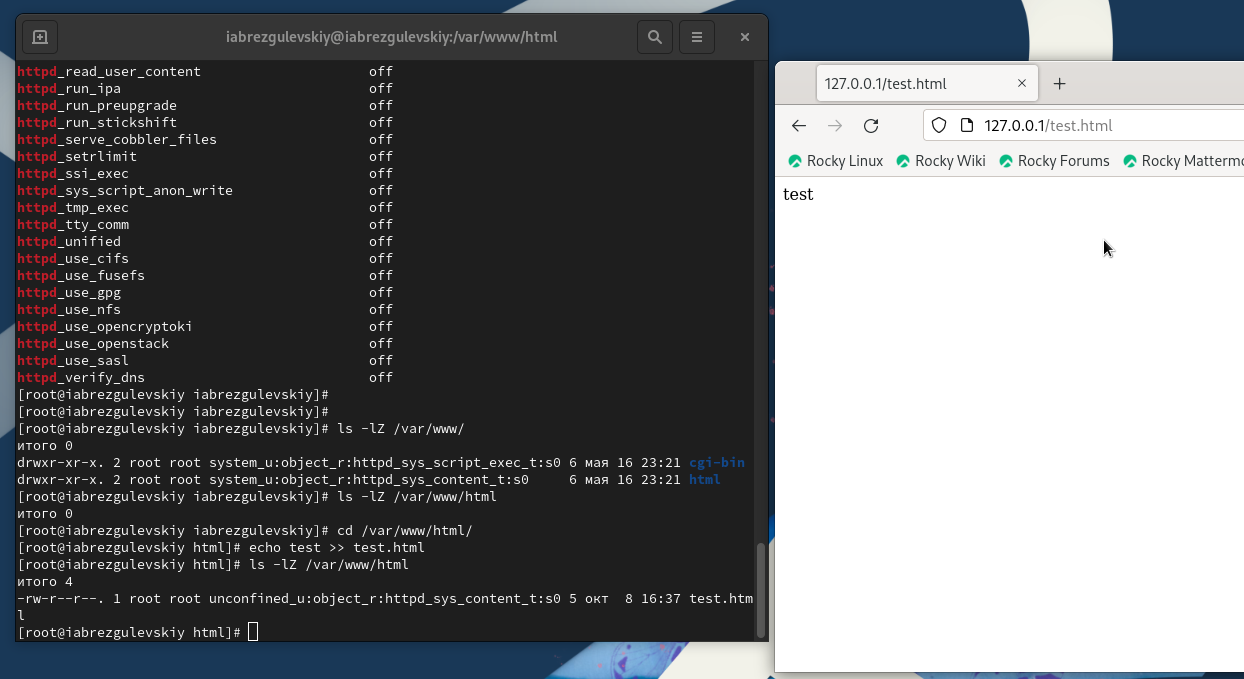 iabrezgulevskiy@iabrezgulevskiy:/var/www/html
httpd_read_user_content off
httpd_run_ipa off
httpd_run_preupgrade off
httpd_run_stickshift off
httpd_serve_cobbler_files off
httpd_setrlimit off
httpd_ssi_exec off
httpd_sys_script_anon_write off
httpd_tmp_exec off
httpd_tty_comm off
httpd_unified off
httpd_use_cifs off
httpd_use_fusefs off
httpd_use_gpg off
httpd_use_nfs off
httpd_use_opencryptoki off
httpd_use_openstack off
httpd_use_sasl off
httpd_verify_dns off
[root@iabrezgulevskiy iabrezgulevskiy]#
[root@iabrezgulevskiy iabrezgulevskiy]#
[root@iabrezgulevskiy iabrezgulevskiy]# ls -lZ /var/www/
итого 0
drwxr-xr-x. 2 root root system_u:object_r:httpd_sys_script_exec_t:s0 6 мая 16 23:21 cgi-bin
drwxr-xr-x. 2 root root system_u:object_r:httpd_sys_content_t:s0 6 мая 16 23:21 html
[root@iabrezgulevskiy iabrezgulevskiy]# ls -lZ /var/www/html
итого 0
[root@iabrezgulevskiy iabrezgulevskiy]# cd /var/www/html/
[root@iabrezgulevskiy html]# echo test >> test.html
[root@iabrezgulevskiy html]# ls -lZ /var/www/html
итого 4
-rw-r--r--. 1 root root unconfined_u:object_r:httpd_sys_content_t:s0 5 окт 8 16:37 test.htm
l
[root@iabrezgulevskiy html]#
127.0.0.1/test.html
127.0.0.1/test.html
Rocky Linux Rocky Wiki Rocky Forums Rocky Mattermo
test